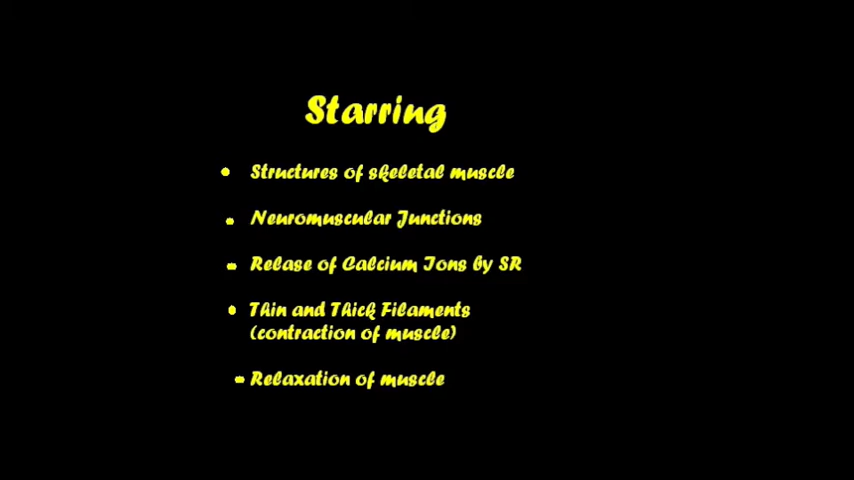 Starring
• Structures of skeletal muscle
• Neuromuscular Junctions
• Relase of Calcium Ions by SR
• Thin and Thick Filaments
(contraction of muscle)
• Relaxation of muscle